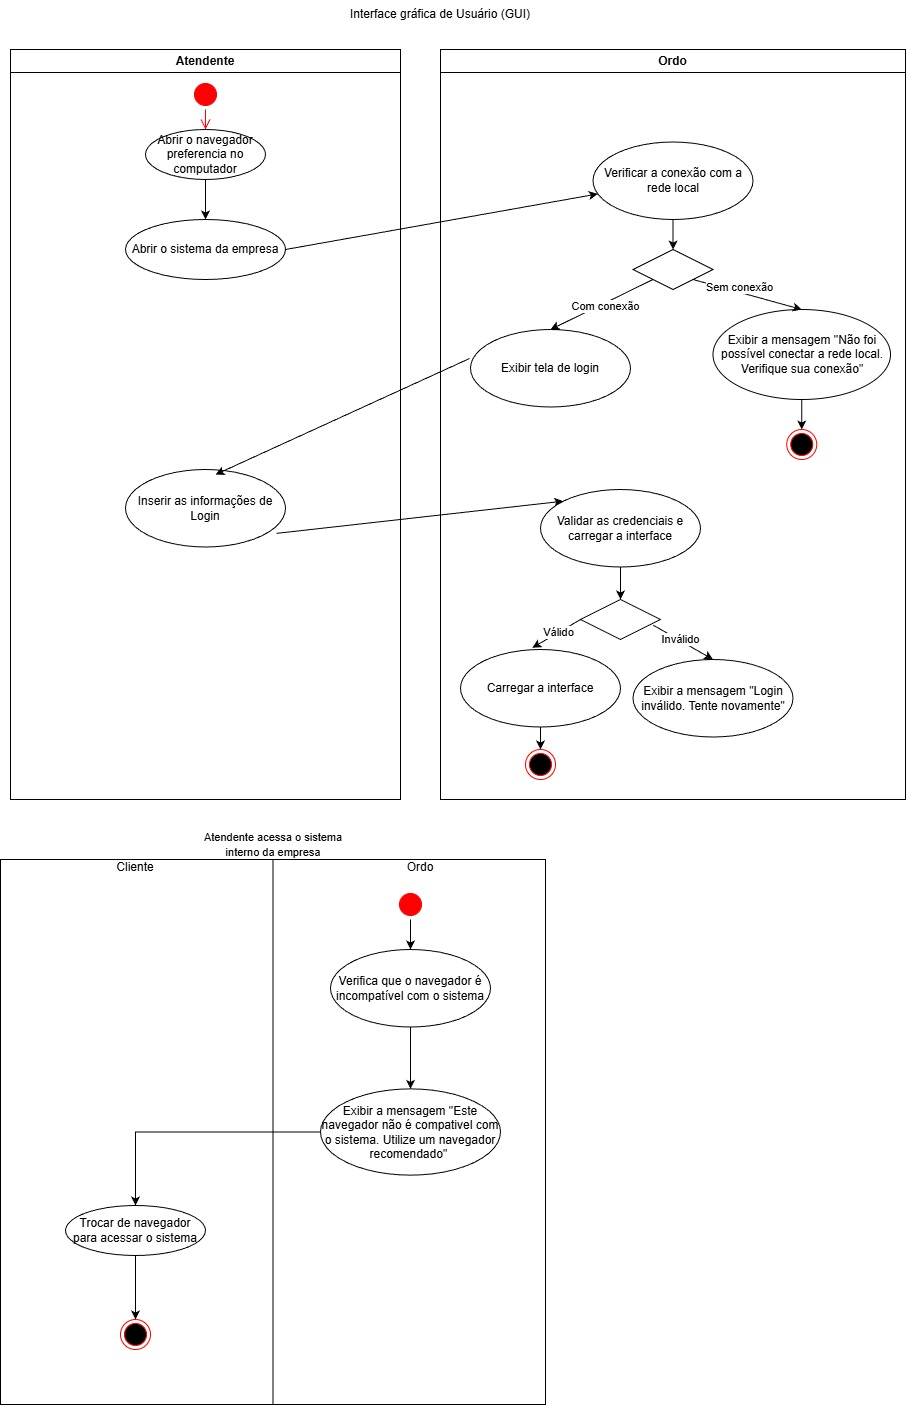 Interface gráfica de Usuário (GUI)
Atendente
Ordo
Abrir o navegador
preferencia no
computador
Abrir o sistema da empresa
Verificar a conexão com a
rede local
Sem conexão
Com conexão
Exibir a mensagem "Não foi
possível conectar a rede local.
Verifique sua conexão"
Exibir tela de login
Inserir as informações de
Login
Validar as credenciais e
carregar a interface
Válido
Inválido
Carregar a interface
Exibir a mensagem "Login
inválido. Tente novamente"
Atendente acessa o sistema
interno da empresa
Cliente
Ordo
Verifica que o navegador é
incompatível com o sistema
Exibir a mensagem "Este
navegador não é compativel com
o sistema. Utilize um navegador
recomendado"
Trocar de navegador
para acessar o sistema